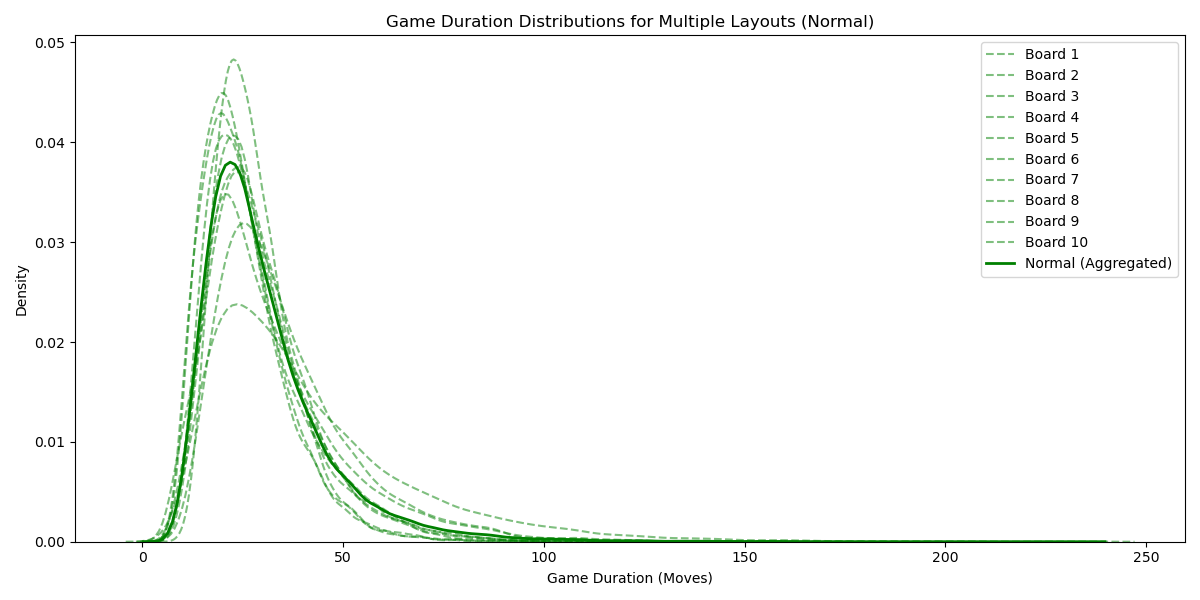 Game Duration Distributions for Multiple Layouts (Normal)
0.05
0.04
0.03
0.02
0.01
0.00
Density
0
50
100
150
200
250
Game Duration (Moves)
Board 1
Board 2
Board 3
Board 4
Board 5
Board 6
Board 7
Board 8
Board 9
Board 10
Normal (Aggregated)